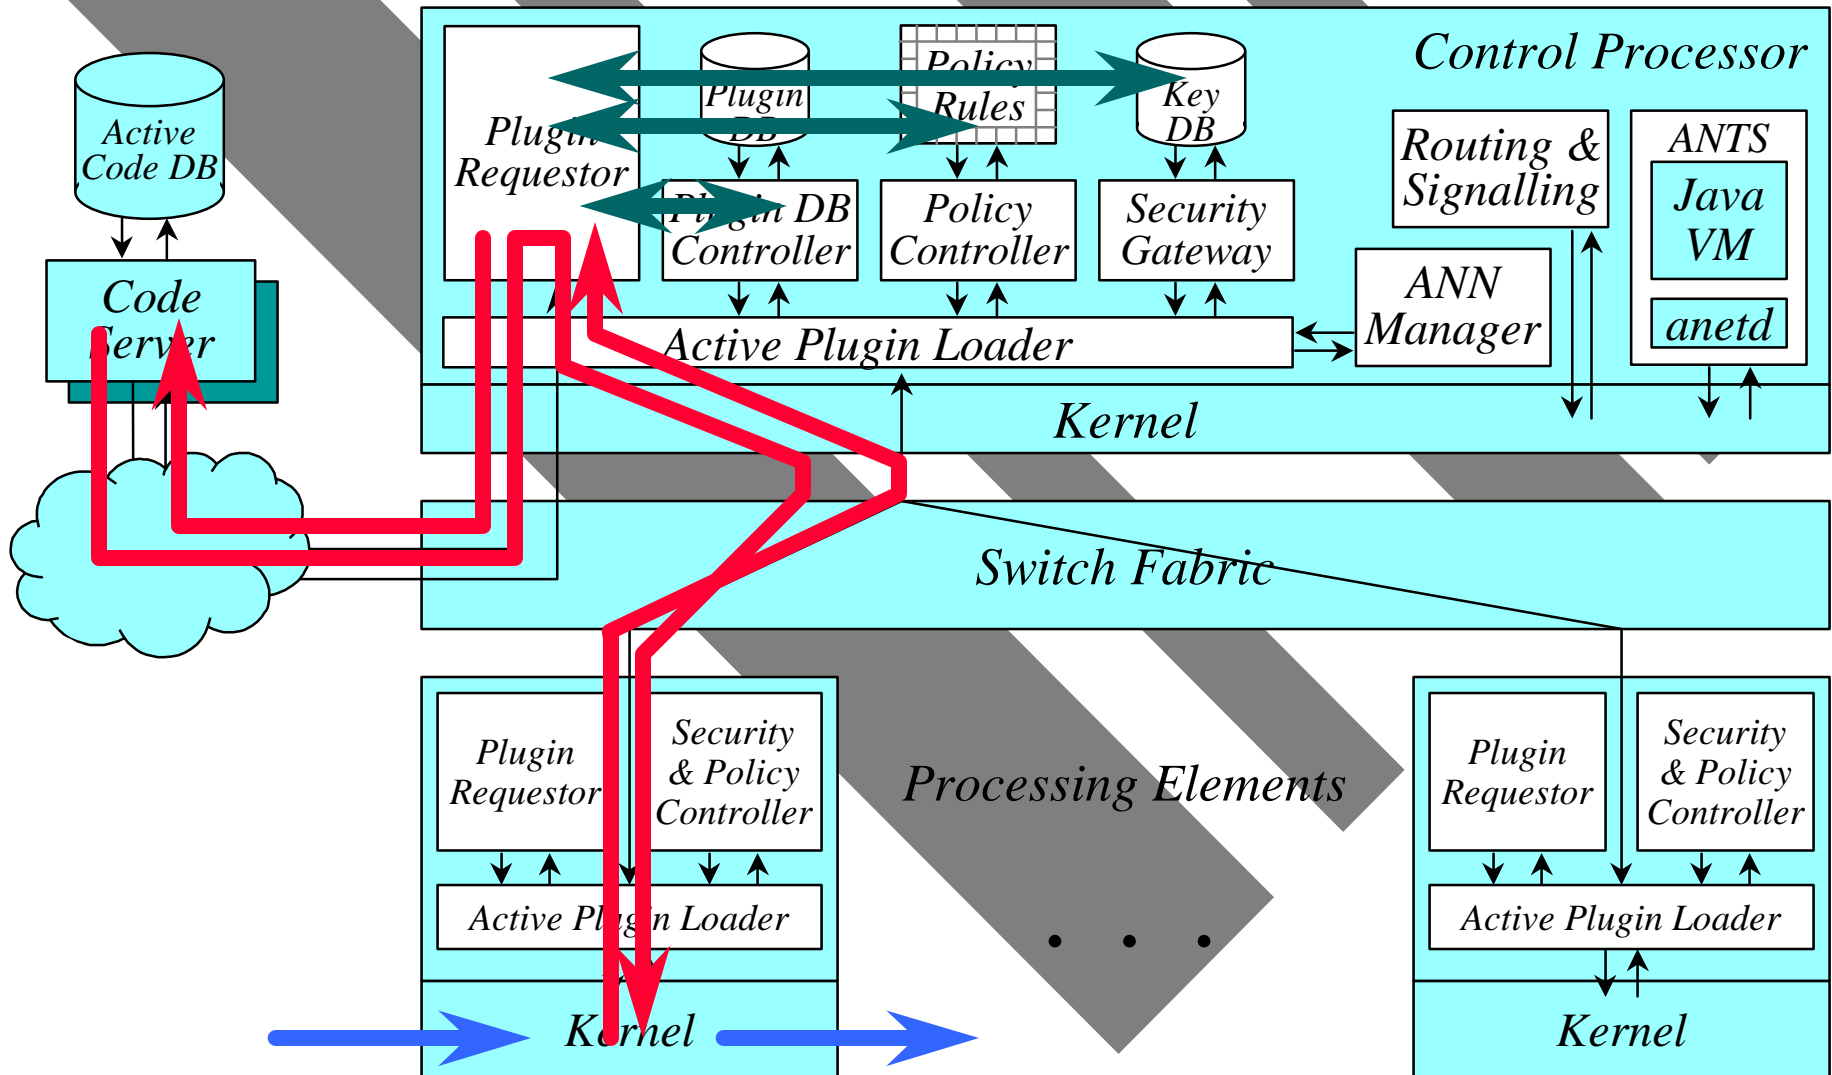 Control Processor
Active
Code DB
Code
Server
Plugin
Requestor
Plugin
DB
Policy
Rules
Key
DB
Plugin DB
Controller
Policy
Controller
Security
Gateway
Routing &
Signalling
ANTS
Java
VM
anetd
ANN
Manager
Active Plugin Loader
Kernel
Switch Fabric
Plugin
Requestor
Security
& Policy
Controller
Active Plugin Loader
Kernel
Processing Elements
. . .
Plugin
Requestor
Security
& Policy
Controller
Active Plugin Loader
Kernel